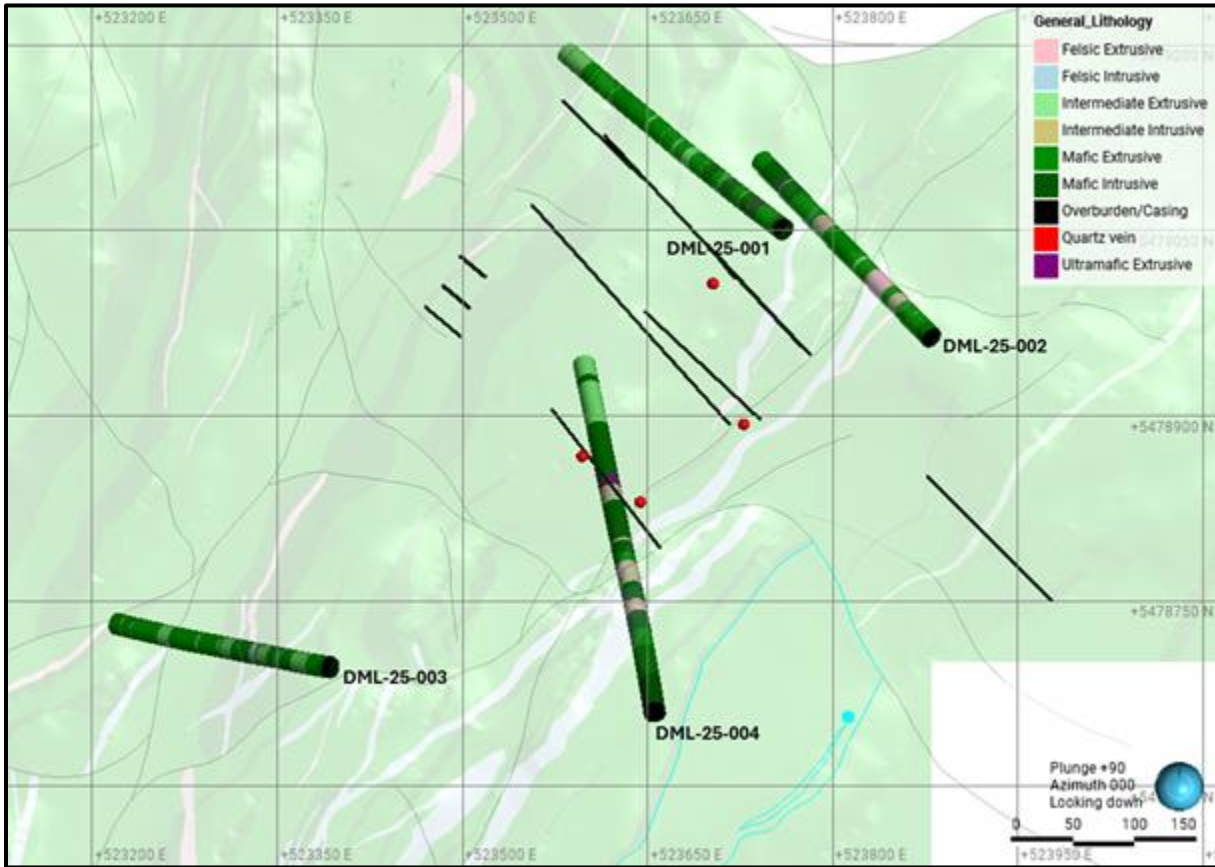 +523200 E
+523350 E
+523500 E
+523650 E
+523800 E
General_Lithology
Felsic Extrusive
Felsic Intrusive
Intermediate Extrusive
Intermediate Intrusive
Mafic Extrusive
Mafic Intrusive
Overburden/Casing
Quartz vein
Ultramafic Extrusive
DML-25-001
DML-25-002
+5478900 N
+5478750 N
DML-25-003
DML-25-004
Plunge +90
Azimuth 000
Looking down
0 50 100 150
+523200 E
+523350 E
+523500 E
+523650 E
+523800 E
+523950 E